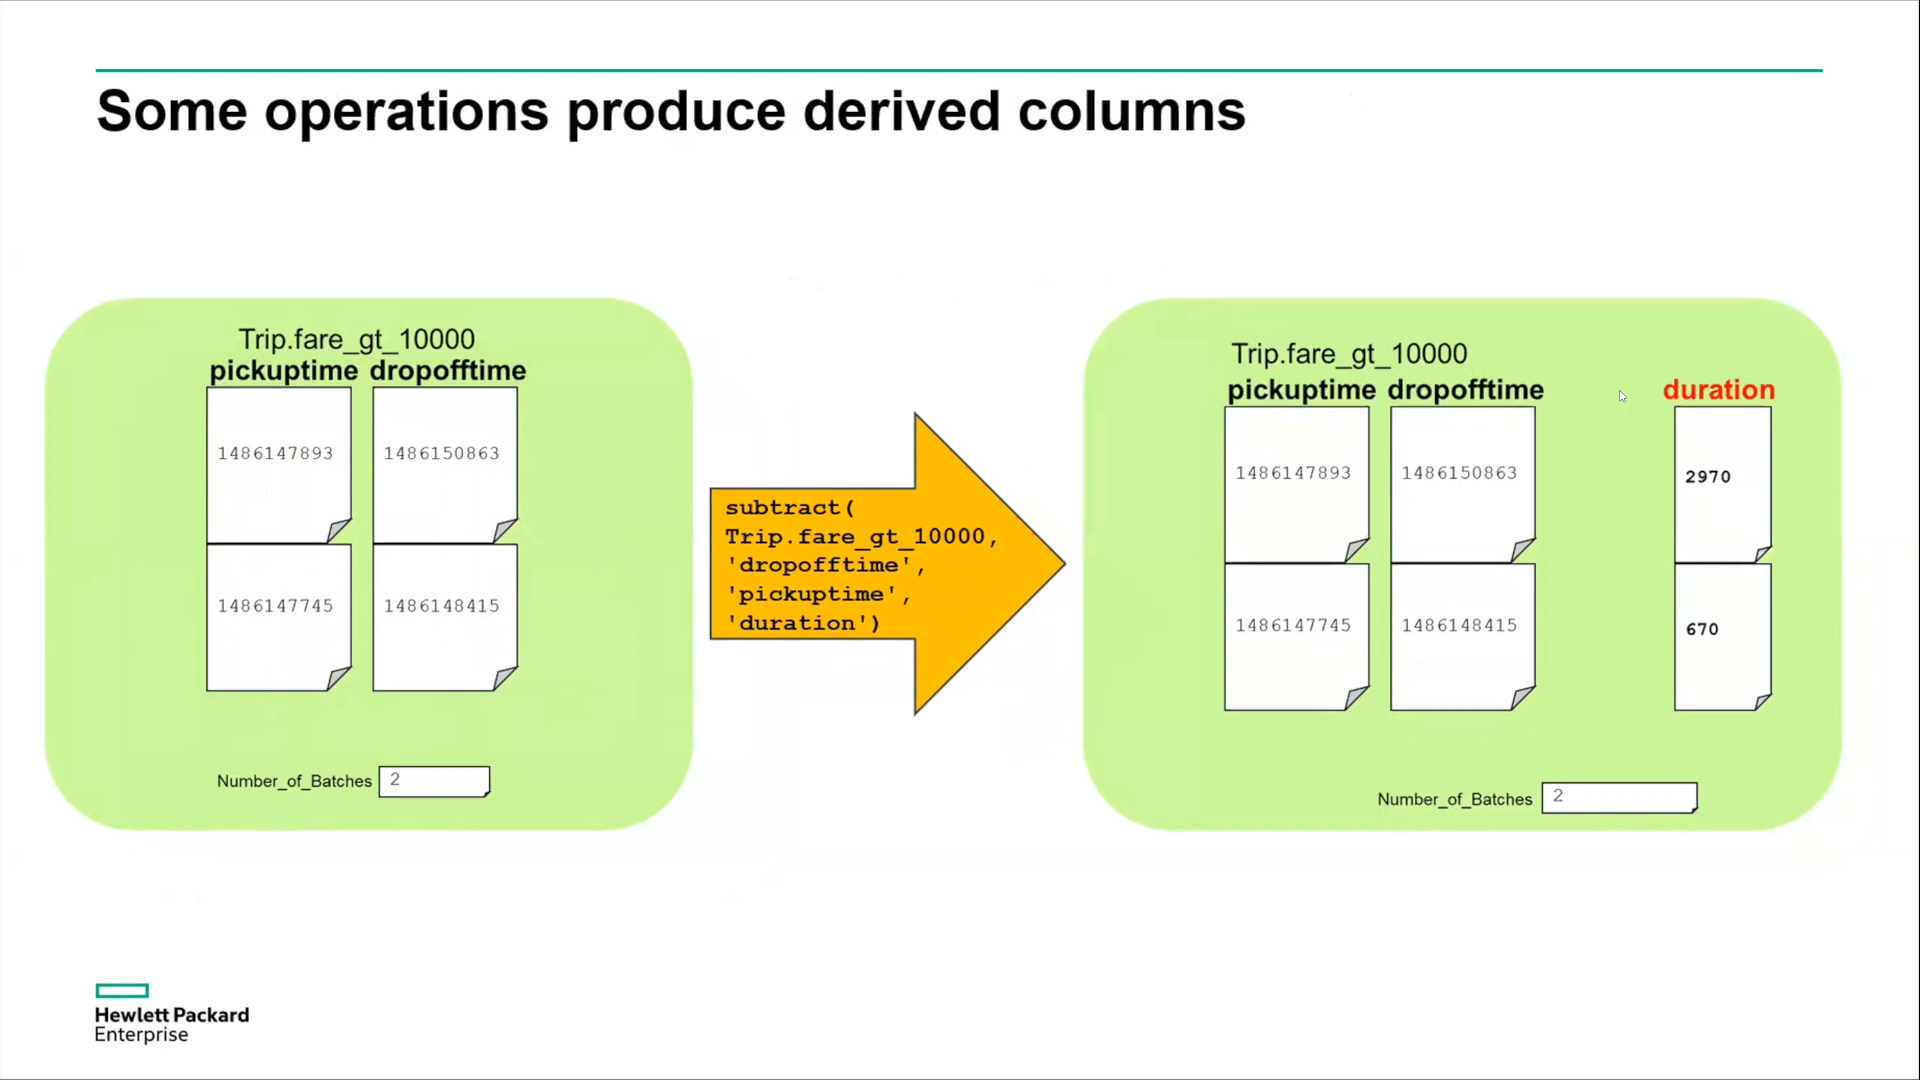 Some operations produce derived columns
Trip.fare_gt_10000
pickuptime dropofftime
1486147893 1486150863
1486147745 1486148415
Number_of_Batches 2
subtract(
Trip.fare_gt_10000,
'dropofftime',
'pickuptime',
'duration')
Trip.fare_gt_10000
pickuptime dropofftime duration
1486147893 1486150863 2970
1486147745 1486148415 670
Number_of_Batches 2
Hewlett Packard
Enterprise